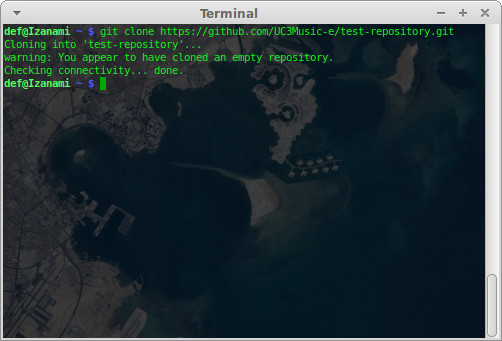 Terminal
def@Izanami ~ $ git clone https://github.com/UC3Music-e/test-repository.git
Cloning into 'test-repository'...
warning: You appear to have cloned an empty repository.
Checking connectivity... done.
def@Izanami ~ $